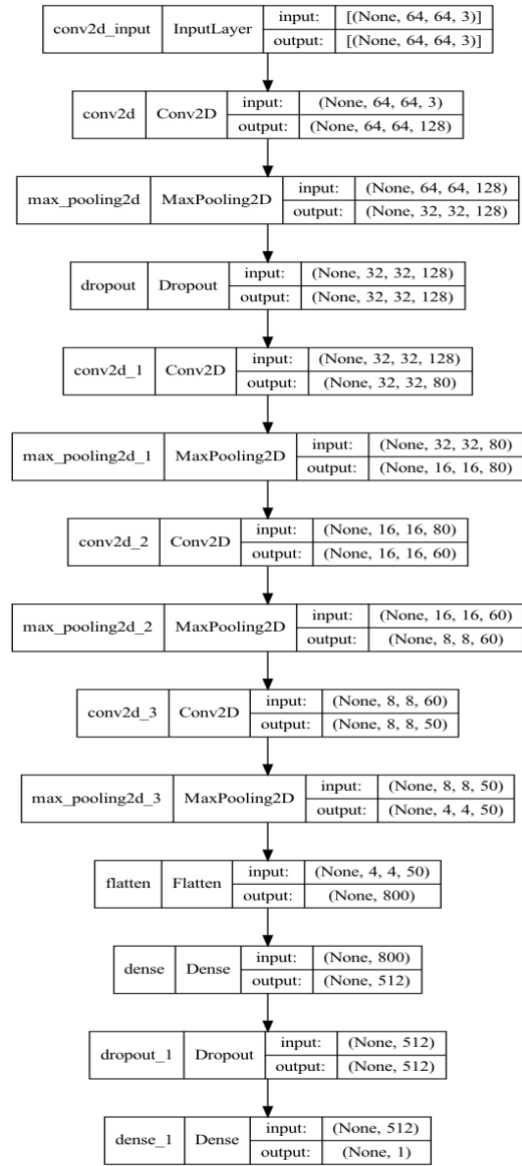 conv2d_input InputLayer input: [(None, 64, 64, 3)]
output: [(None, 64, 64, 3)]
conv2d Conv2D input: (None, 64, 64, 3)
output: (None, 64, 64, 128)
max_pooling2d MaxPooling2D input: (None, 64, 64, 128)
output: (None, 32, 32, 128)
dropout Dropout input: (None, 32, 32, 128)
output: (None, 32, 32, 128)
conv2d_1 Conv2D input: (None, 32, 32, 128)
output: (None, 32, 32, 80)
max_pooling2d_1 MaxPooling2D input: (None, 32, 32, 80)
output: (None, 16, 16, 80)
conv2d_2 Conv2D input: (None, 16, 16, 80)
output: (None, 16, 16, 60)
max_pooling2d_2 MaxPooling2D input: (None, 16, 16, 60)
output: (None, 8, 8, 60)
conv2d_3 Conv2D input: (None, 8, 8, 60)
output: (None, 8, 8, 50)
max_pooling2d_3 MaxPooling2D input: (None, 8, 8, 50)
output: (None, 4, 4, 50)
flatten Flatten input: (None, 4, 4, 50)
output: (None, 800)
dense Dense input: (None, 800)
output: (None, 512)
dropout_1 Dropout input: (None, 512)
output: (None, 512)
dense_1 Dense input: (None, 512)
output: (None, 1)